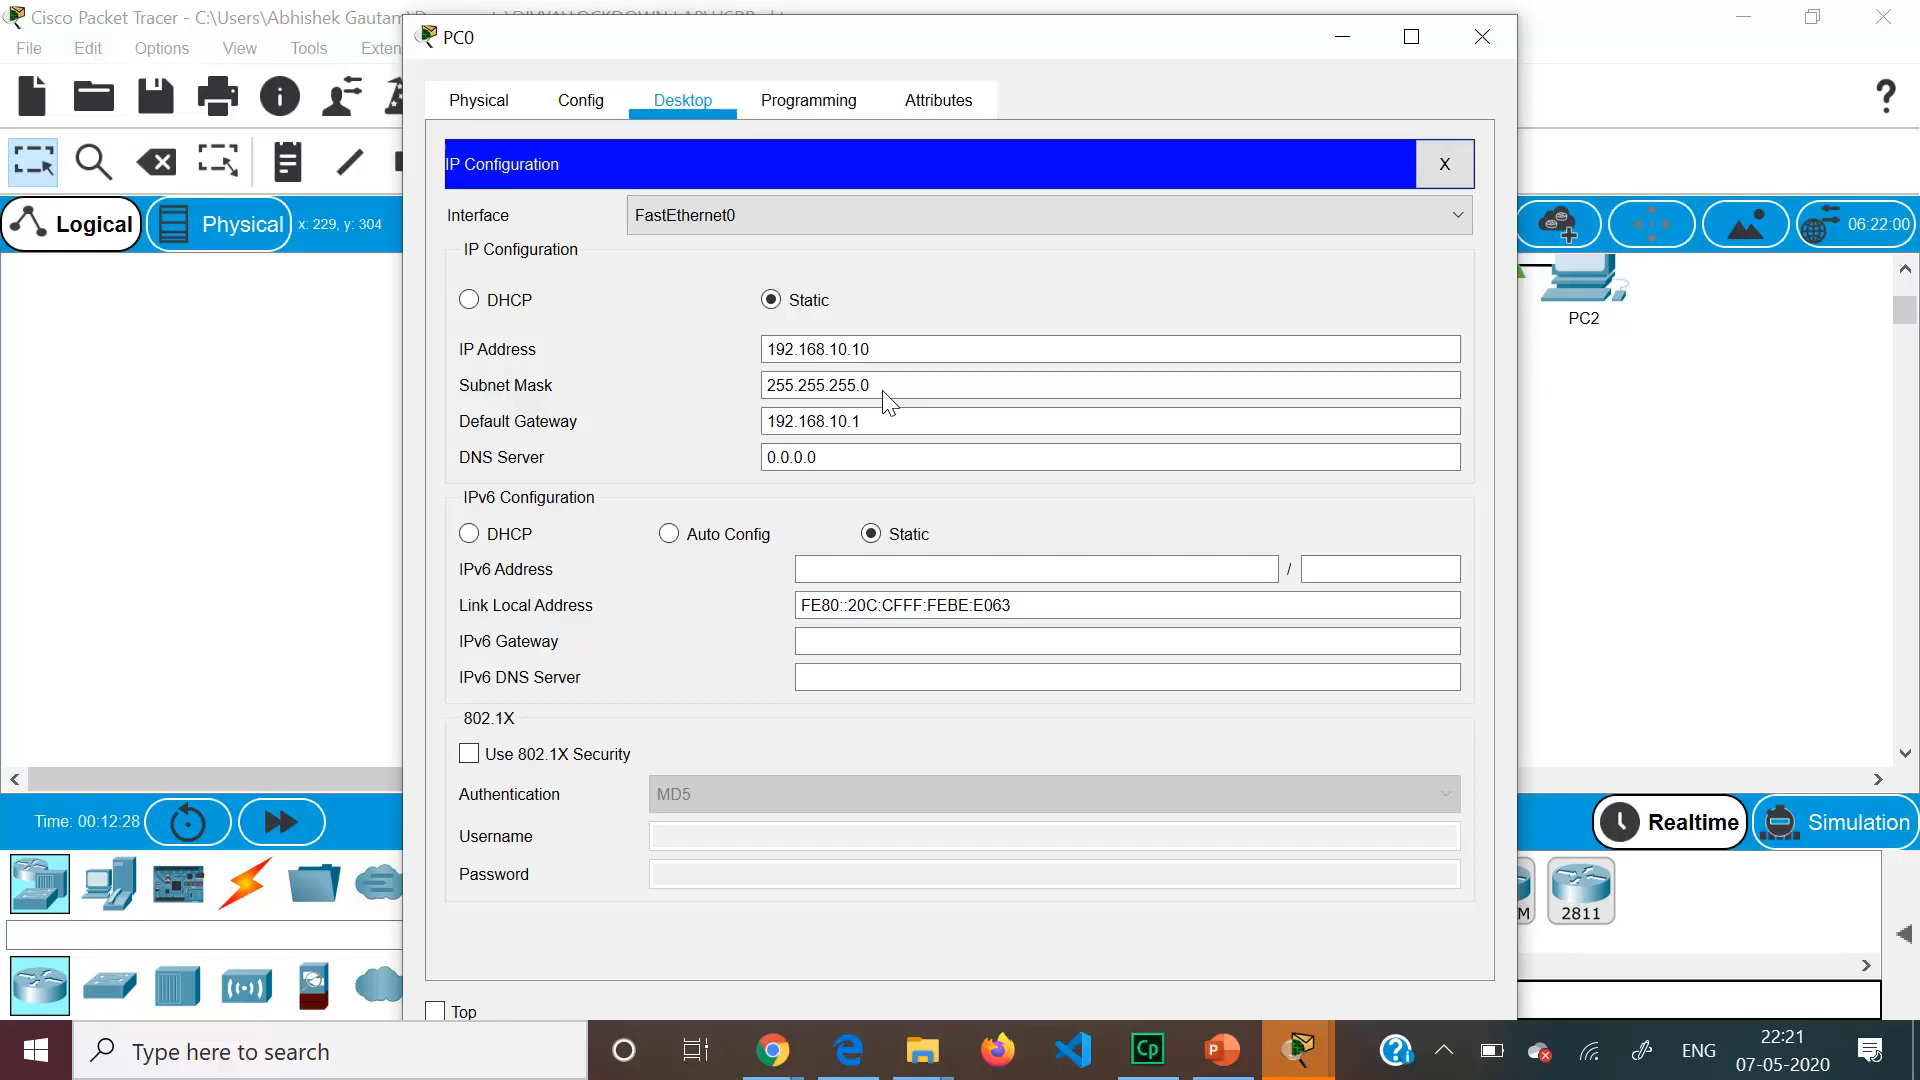 Cisco Packet Tracer - C:\Users\Abhishek Gautam
PC0
File Edit Options View Tools Exten
Physical Config Desktop Programming Attributes
?
IP Configuration X
Interface FastEthernet0
Logical Physical x: 229, y: 304
06:22:00
IP Configuration
DHCP Static
IP Address 192.168.10.10
Subnet Mask 255.255.255.0
Default Gateway 192.168.10.1
DNS Server 0.0.0.0
PC2
IPv6 Configuration
DHCP Auto Config Static
IPv6 Address /
Link Local Address FE80::20C:CFFF:FEBE:E063
IPv6 Gateway
IPv6 DNS Server
802.1X
Use 802.1X Security
Authentication MD5
Username
Password
Time: 00:12:28
Realtime Simulation
M 2811
Top
Type here to search
Cp P ENG
22:21
07-05-2020